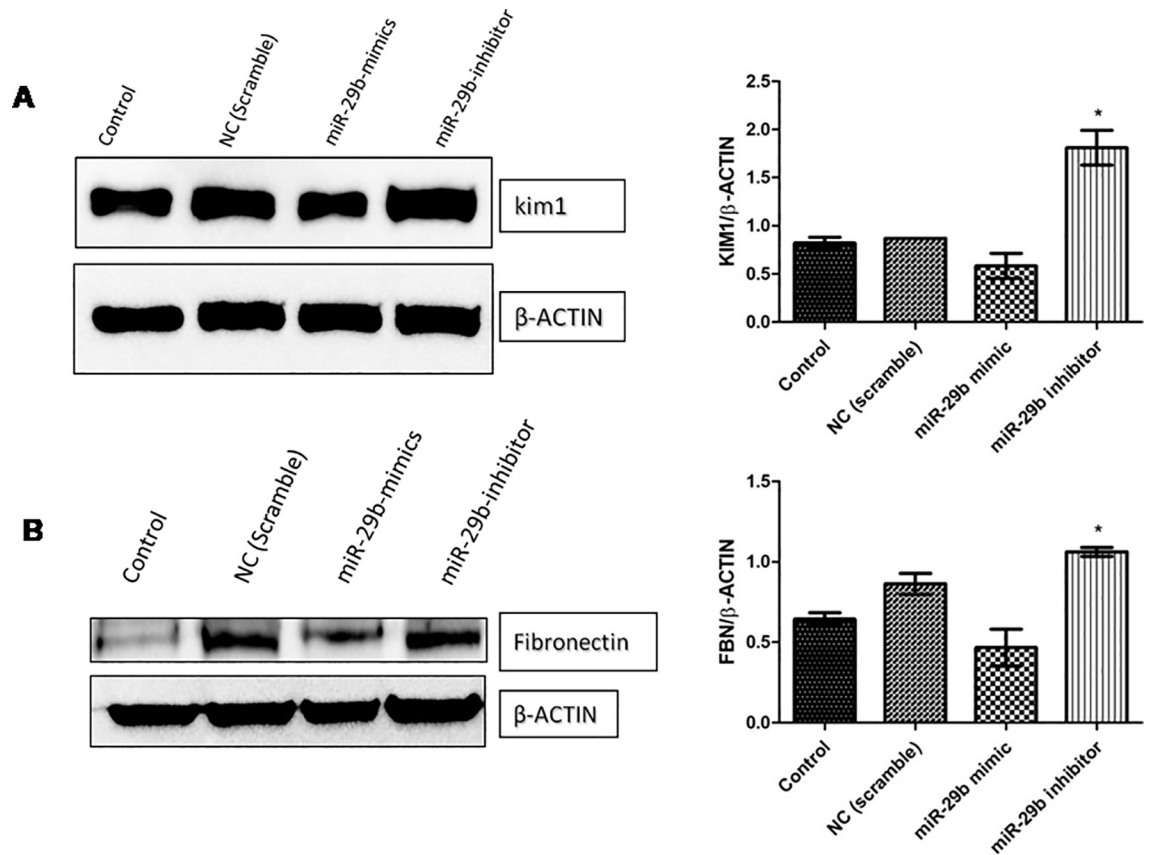 A
Control
NC (Scramble)
miR-29b-mimics
miR-29b-inhibitor
kim1
β-ACTIN
KIM1/β-ACTIN
2.5
2.0
1.5
1.0
0.5
0.0
*
Control
NC (scramble)
miR-29b mimic
miR-29b inhibitor
B
Control
NC (Scramble)
miR-29b-mimics
miR-29b-inhibitor
Fibronectin
β-ACTIN
FBN/β-ACTIN
1.5
1.0
0.5
0.0
*
Control
NC (scramble)
miR-29b mimic
miR-29b inhibitor